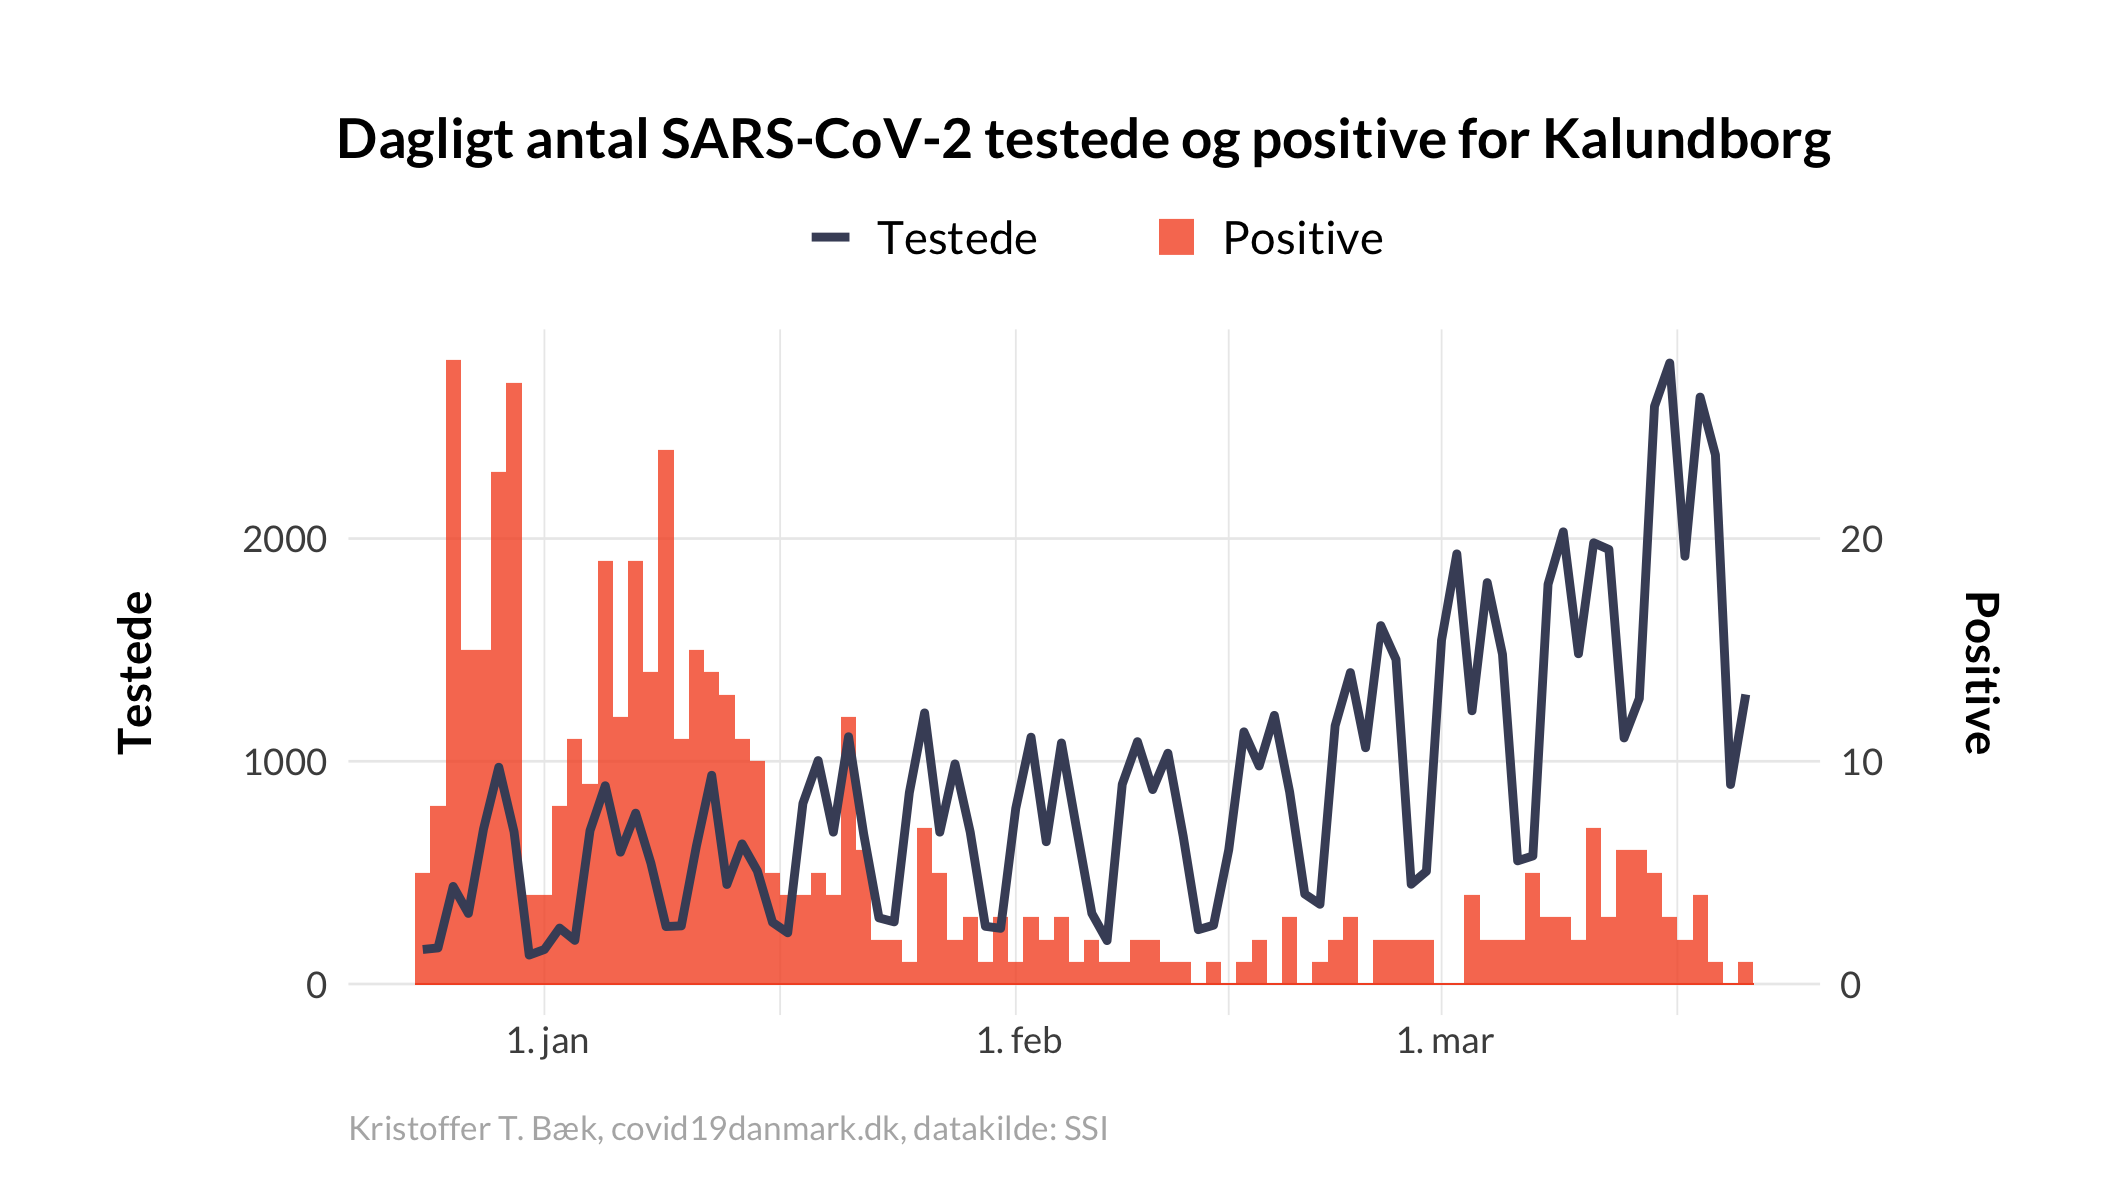 Dagligt antal SARS-CoV-2 testede og positive for Kalundborg
Testede
Positive
2000
1000
0
20
10
0
Testede
Positive
1. jan
1. feb
1. mar
Kristoffer T. Bæk, covid19danmark.dk, datakilde: SSI